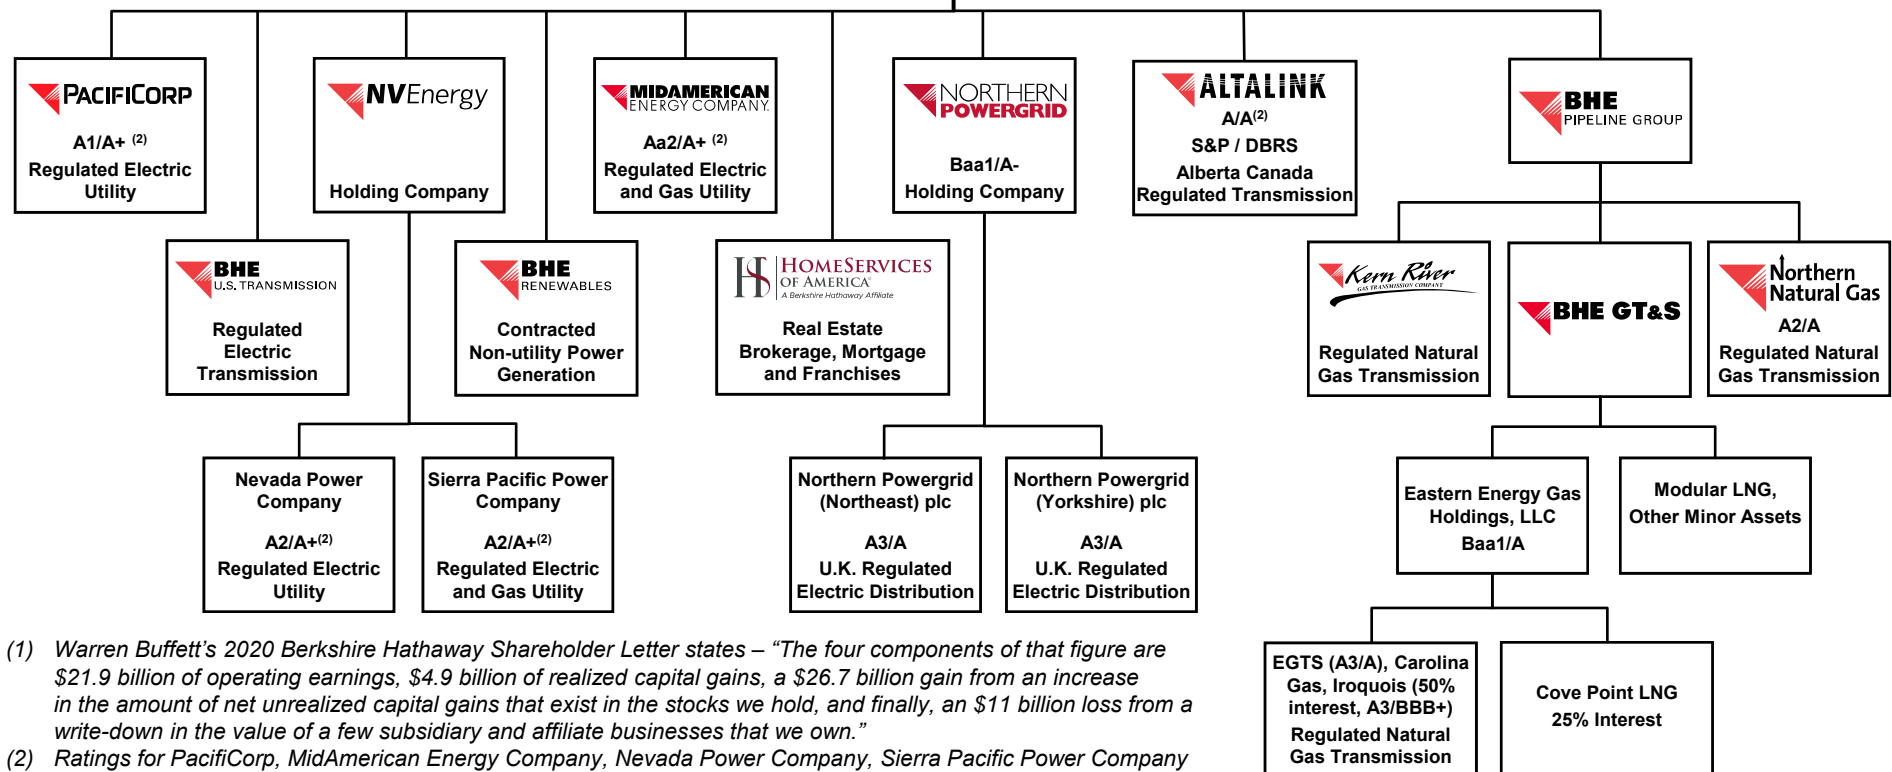 PACIFICORP
A1/A+ (2)
Regulated Electric
Utility
NVEnergy
Holding Company
MIDAMERICAN
ENERGY COMPANY.
Aa2/A+ (2)
Regulated Electric
and Gas Utility
NORTHERN
POWERGRID
Baa1/A-
Holding Company
ALTALINK
A/A(2)
S&P / DBRS
Alberta Canada
Regulated Transmission
BHE
PIPELINE GROUP
BHE
U.S. TRANSMISSION
Regulated
Electric
Transmission
BHE
RENEWABLES
Contracted
Non-utility Power
Generation
HS
HOMESERVICES
OF AMERICA
A Berkshire Hathaway Affiliate
Real Estate
Brokerage, Mortgage
and Franchises
Kern River
GAS TRANSMISSION COMPANY
Regulated Natural
Gas Transmission
BHE GT&S
Northern
Natural Gas
A2/A
Regulated Natural
Gas Transmission
Nevada Power
Company
A2/A+(2)
Regulated Electric
Utility
Sierra Pacific Power
Company
A2/A+(2)
Regulated Electric
and Gas Utility
Northern Powergrid
(Northeast) plc
A3/A
U.K. Regulated
Electric Distribution
Northern Powergrid
(Yorkshire) plc
A3/A
U.K. Regulated
Electric Distribution
Eastern Energy Gas
Holdings, LLC
Baa1/A
Modular LNG,
Other Minor Assets
EGTS (A3/A), Carolina
Gas, Iroquois (50%
interest, A3/BBB+)
Regulated Natural
Gas Transmission
Cove Point LNG
25% Interest
(1) Warren Buffett's 2020 Berkshire Hathaway Shareholder Letter states – “The four components of that figure are
$21.9 billion of operating earnings, $4.9 billion of realized capital gains, a $26.7 billion gain from an increase
in the amount of net unrealized capital gains that exist in the stocks we hold, and finally, an $11 billion loss from a
write-down in the value of a few subsidiary and affiliate businesses that we own.”
(2) Ratings for PacifiCorp, MidAmerican Energy Company, Nevada Power Company, Sierra Pacific Power Company